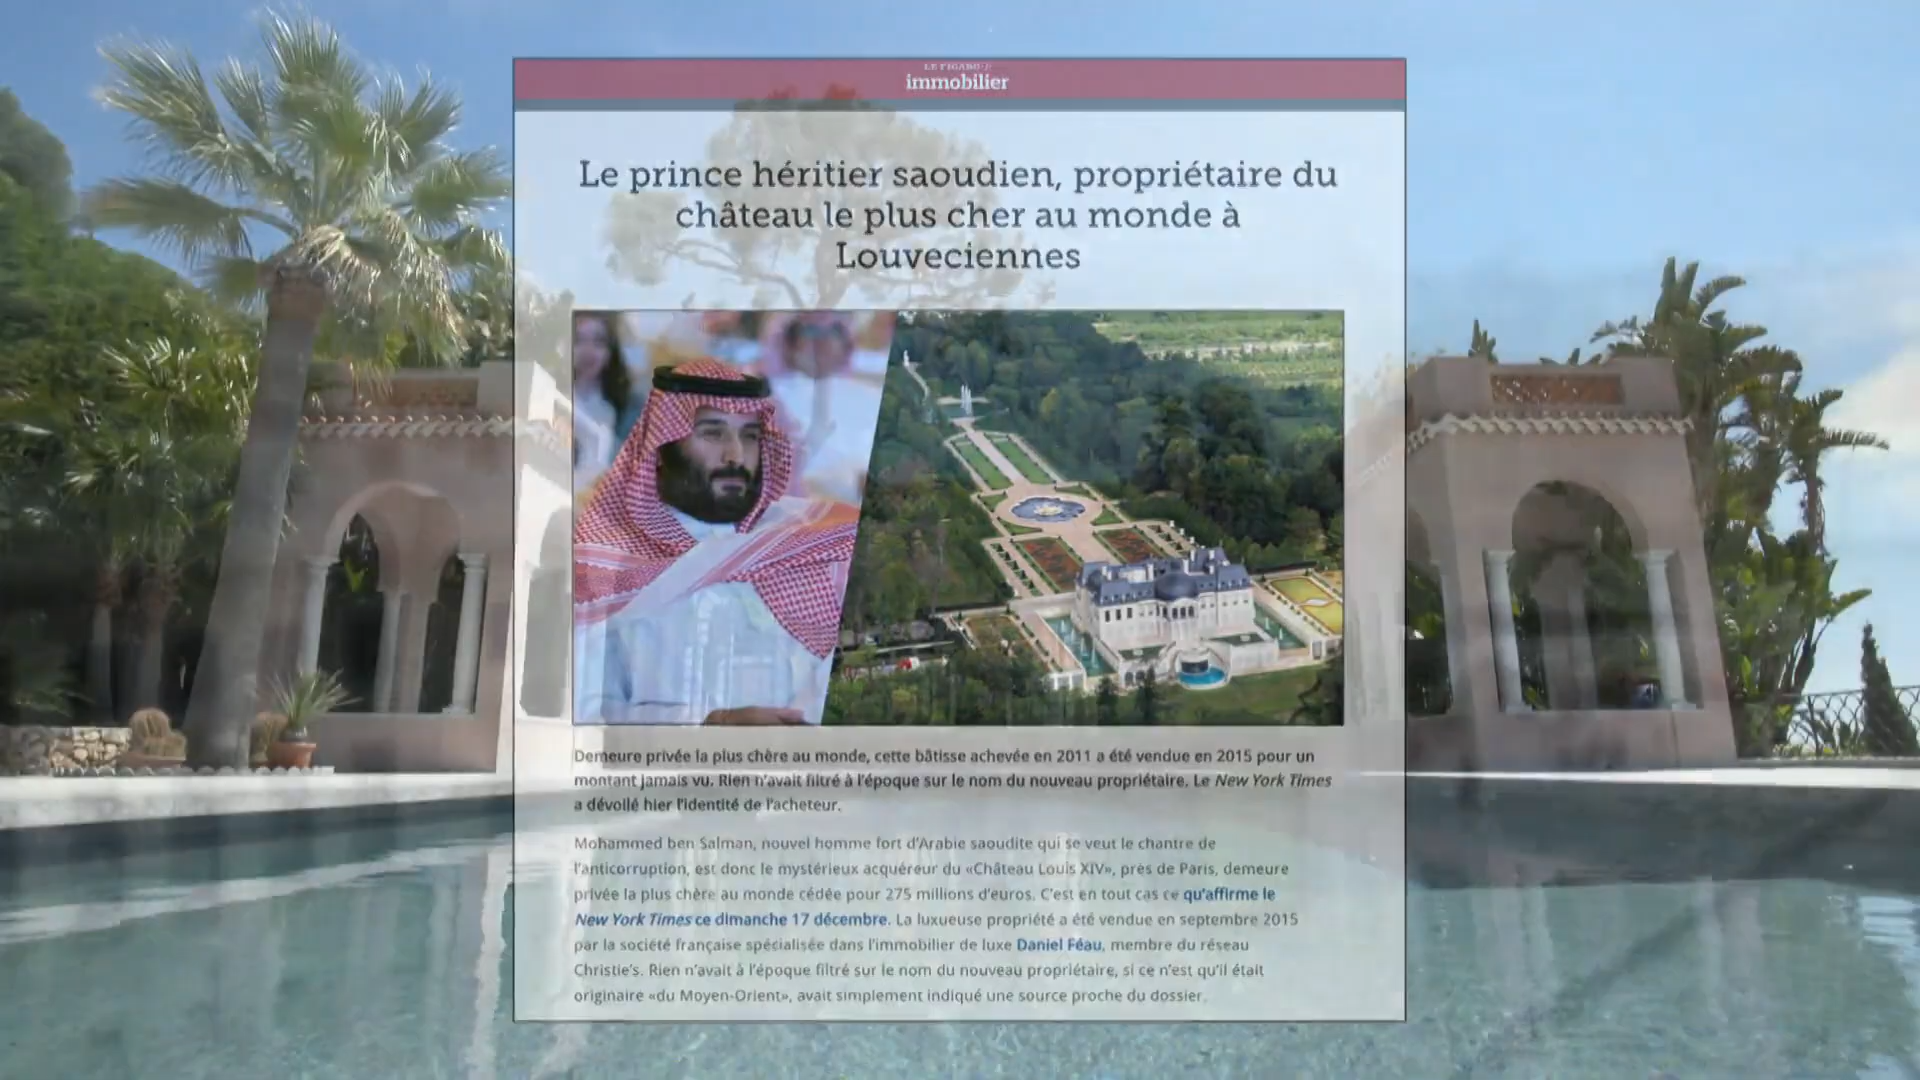 LE FIGARO·fr
immobilier
Le prince héritier saoudien, propriétaire du
château le plus cher au monde à
Louveciennes
Demeure privée la plus chère au monde, cette bâtisse achevée en 2011 a été vendue en 2015 pour un
montant jamais vu. Rien n'avait filtré à l'époque sur le nom du nouveau propriétaire. Le New York Times
a dévoilé hier l'identité de l'acheteur.
Mohammed ben Salman, nouvel homme fort d'Arabie saoudite qui se veut le chantre de
l'anticorruption, est donc le mystérieux acquéreur du «Château Louis XIV», près de Paris, demeure
privée la plus chère au monde cédée pour 275 millions d'euros. C'est en tout cas ce qu'affirme le
New York Times ce dimanche 17 décembre. La luxueuse propriété a été vendue en septembre 2015
par la société française spécialisée dans l'immobilier de luxe Daniel Féau, membre du réseau
Christie's. Rien n'avait à l'époque filtré sur le nom du nouveau propriétaire, si ce n'est qu'il était
originaire «du Moyen-Orient», avait simplement indiqué une source proche du dossier.